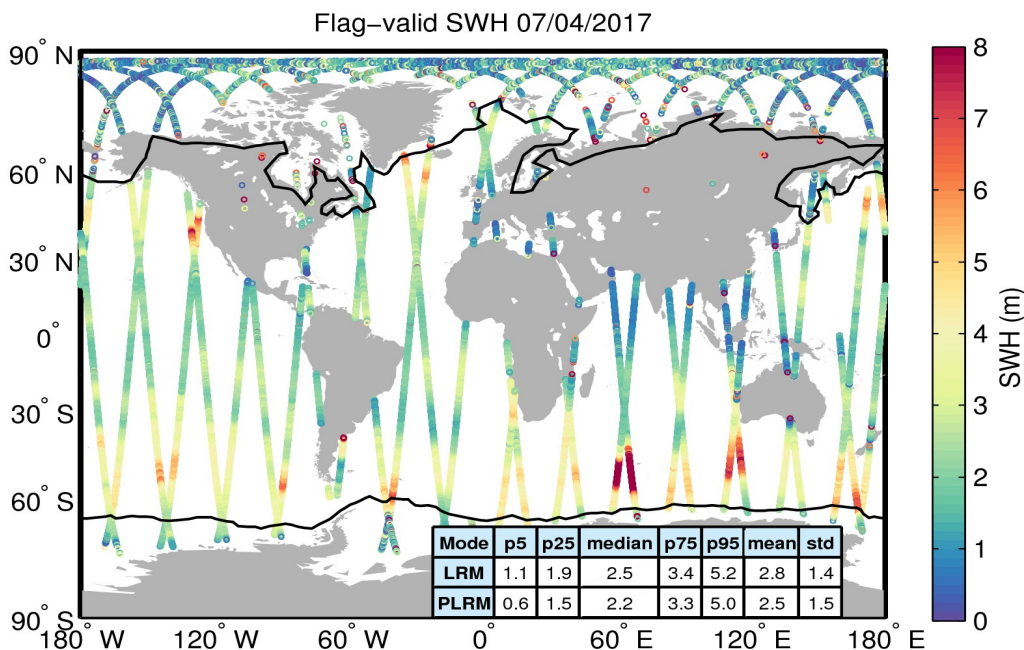 Flag−valid SWH 07/04/2017
90° N
60° N
30° N
0°
30° S
60° S
90° S
180° W
120° W
60° W
0°
60° E
120° E
180° E
Mode p5 p25 median p75 p95 mean std
LRM 1.1 1.9 2.5 3.4 5.2 2.8 1.4
PLRM 0.6 1.5 2.2 3.3 5.0 2.5 1.5
8
7
6
5
4
3
2
1
0
SWH (m)